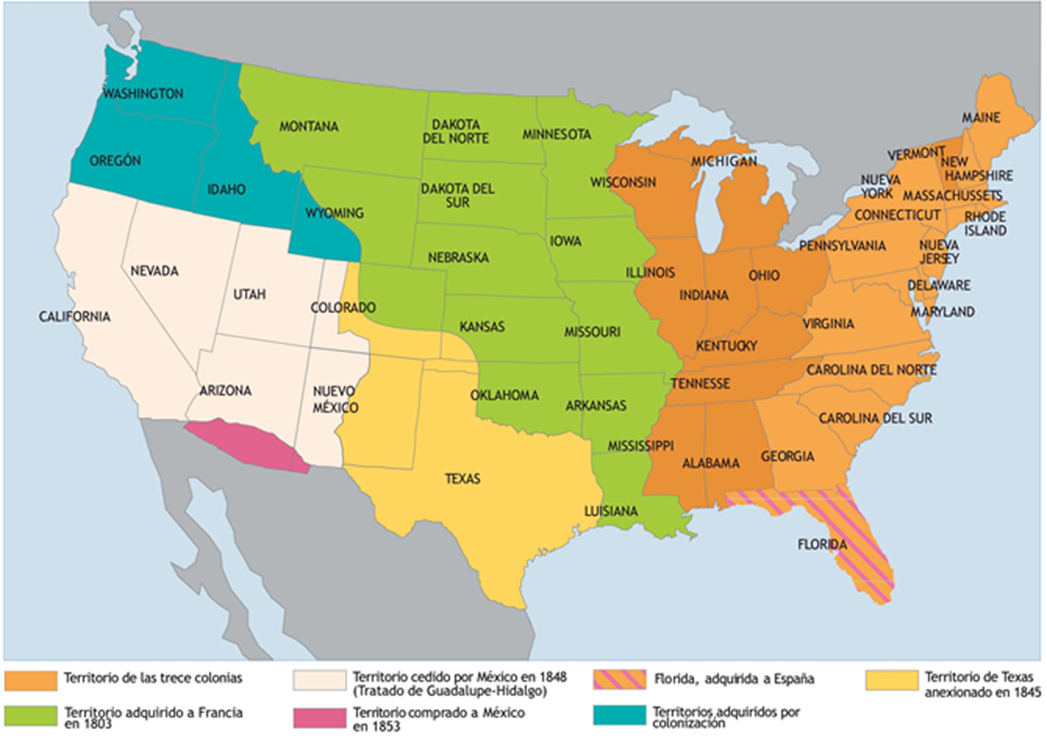 WASHINGTON
OREGÓN
IDAHO
MONTANA
WYOMING
DAKOTA
DEL NORTE
DAKOTA DEL
SUR
MINNESOTA
WISCONSIN
MICHIGAN
MAINE
VERMONT
NEW
HAMPSHIRE
NUEVA
YORK
MASSACHUSSETS
CONNECTICUT
RHODE
ISLAND
PENNSYLVANIA
NUEVA
JERSEY
DELAWARE
MARYLAND
NEVADA
UTAH
CALIFORNIA
COLORADO
NEBRASKA
IOWA
ILLINOIS
INDIANA
OHIO
KANSAS
MISSOURI
KENTUCKY
VIRGINIA
ARIZONA
NUEVO
MÉXICO
OKLAHOMA
ARKANSAS
TENNESSE
CAROLINA DEL NORTE
CAROLINA DEL SUR
MISSISSIPPI
ALABAMA
GEORGIA
TEXAS
LUISIANA
FLORIDA
Territorio de las trece colonias
Territorio adquirido a Francia
en 1803
Territorio cedido por México en 1848
(Tratado de Guadalupe-Hidalgo)
Territorio comprado a México
en 1853
Florida, adquirida a España
Territorios adquiridos por
colonización
Territorio de Texas
anexionado en 1845